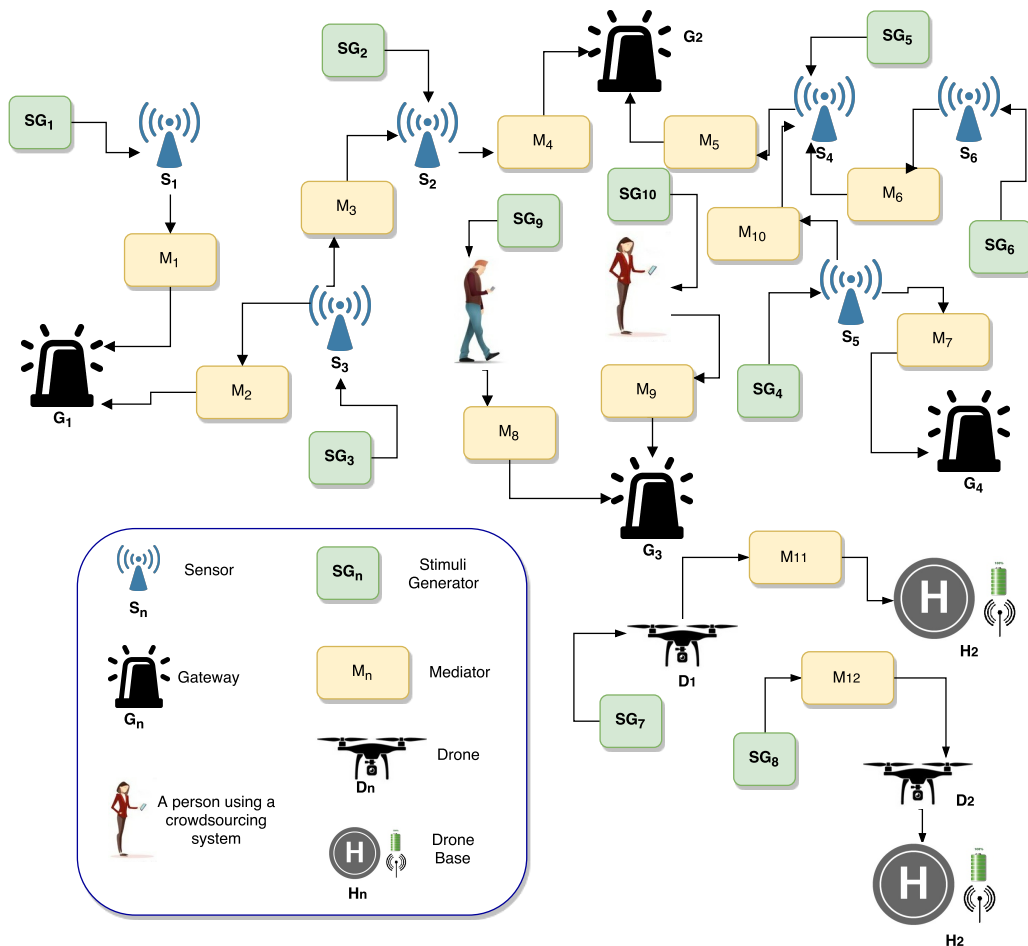 SG1
S1
M1
G1
SG2
S2
M3
M4
G2
S3
M2
SG3
SG9
M8
SG10
M9
G3
M5
SG5
S4
S6
M6
M10
SG6
S5
SG4
M7
G4
Sn
Sensor
SGn
Stimuli
Generator
Gn
Gateway
Mn
Mediator
A person using a
crowdsourcing
system
Dn
Drone
H
Hn
Drone
Base
M11
D1
SG7
H
100%
H2
M12
SG8
D2
H
100%
H2